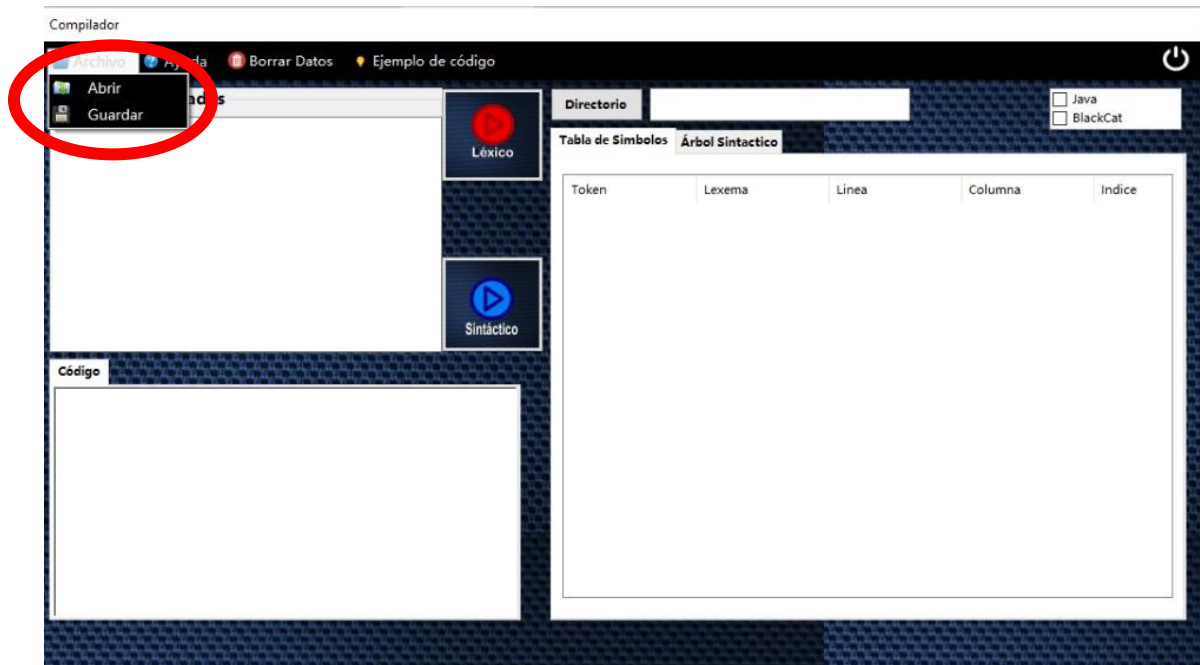 Compilador
Archivo Ayuda Borrar Datos Ejemplo de código
Abrir
Guardar
Léxico
Sintáctico
Código
Directorio
Java
BlackCat
Tabla de Simbolos Árbol Sintactico
Token Lexema Linea Columna Indice